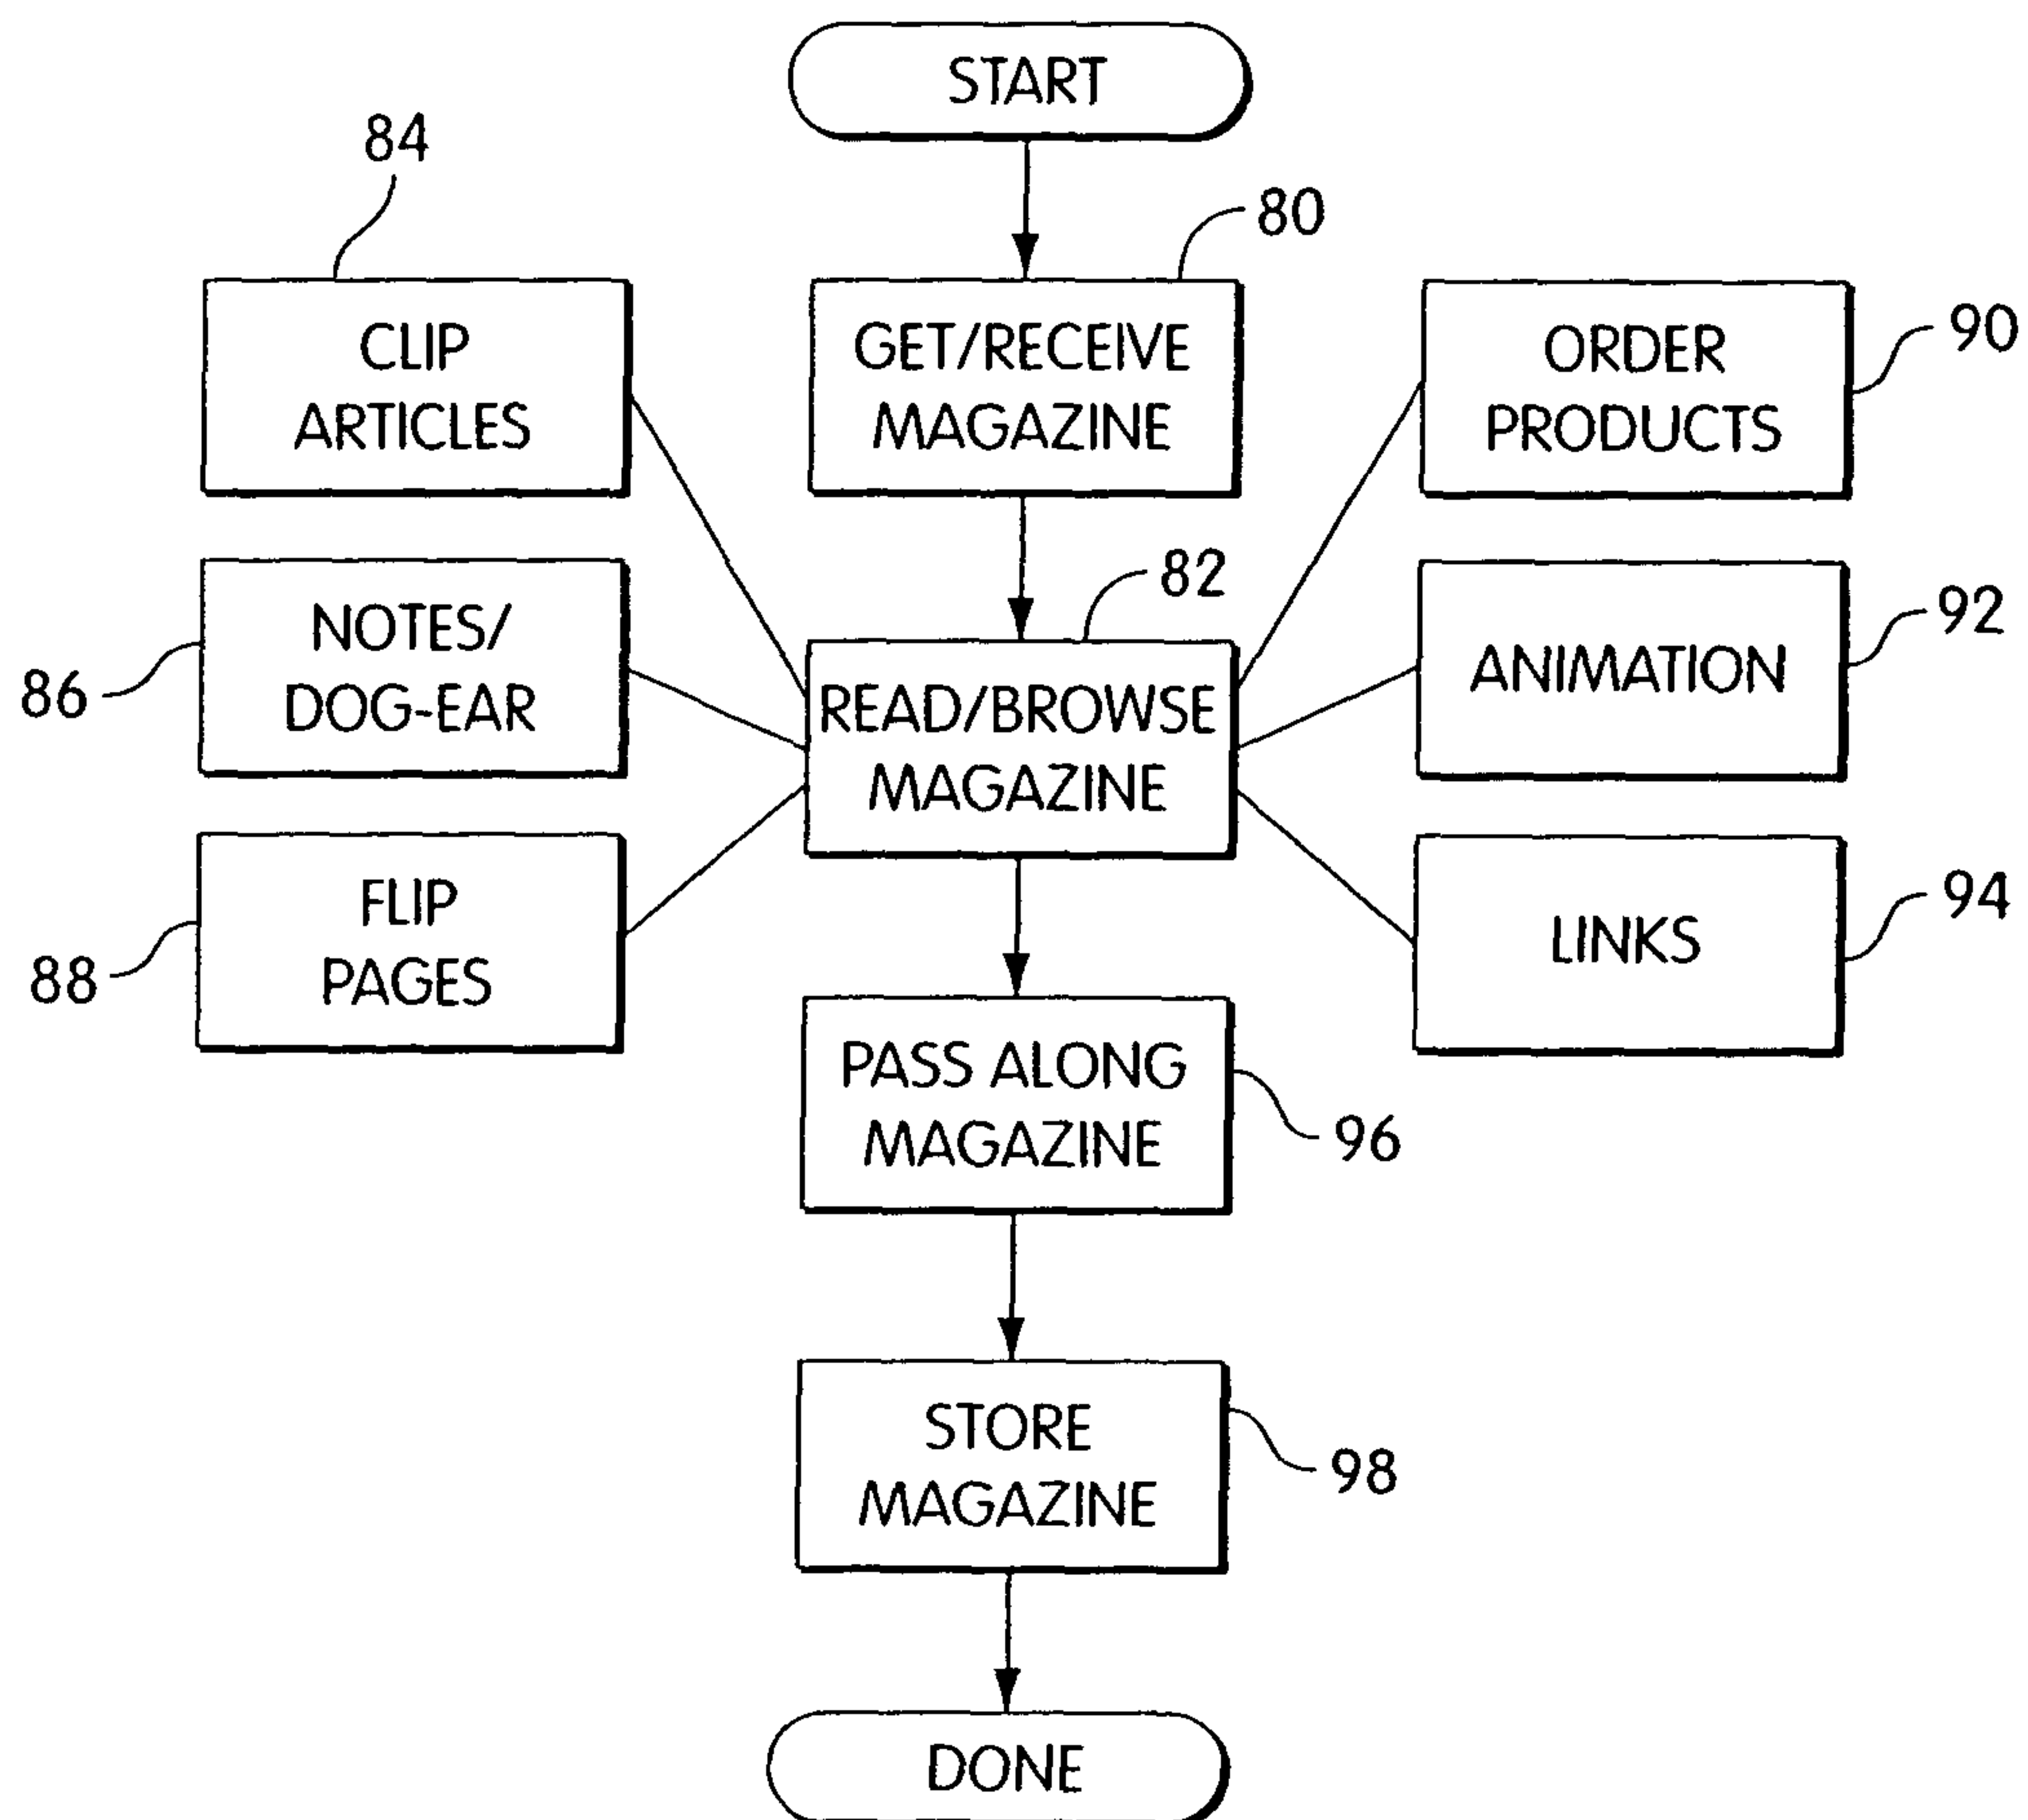 START
84
80
CLIP
ARTICLES
GET/RECEIVE
MAGAZINE
ORDER
PRODUCTS
90
82
NOTES/
DOG-EAR
86
READ/BROWSE
MAGAZINE
ANIMATION
92
FLIP
PAGES
88
LINKS
94
PASS ALONG
MAGAZINE
96
STORE
MAGAZINE
98
DONE